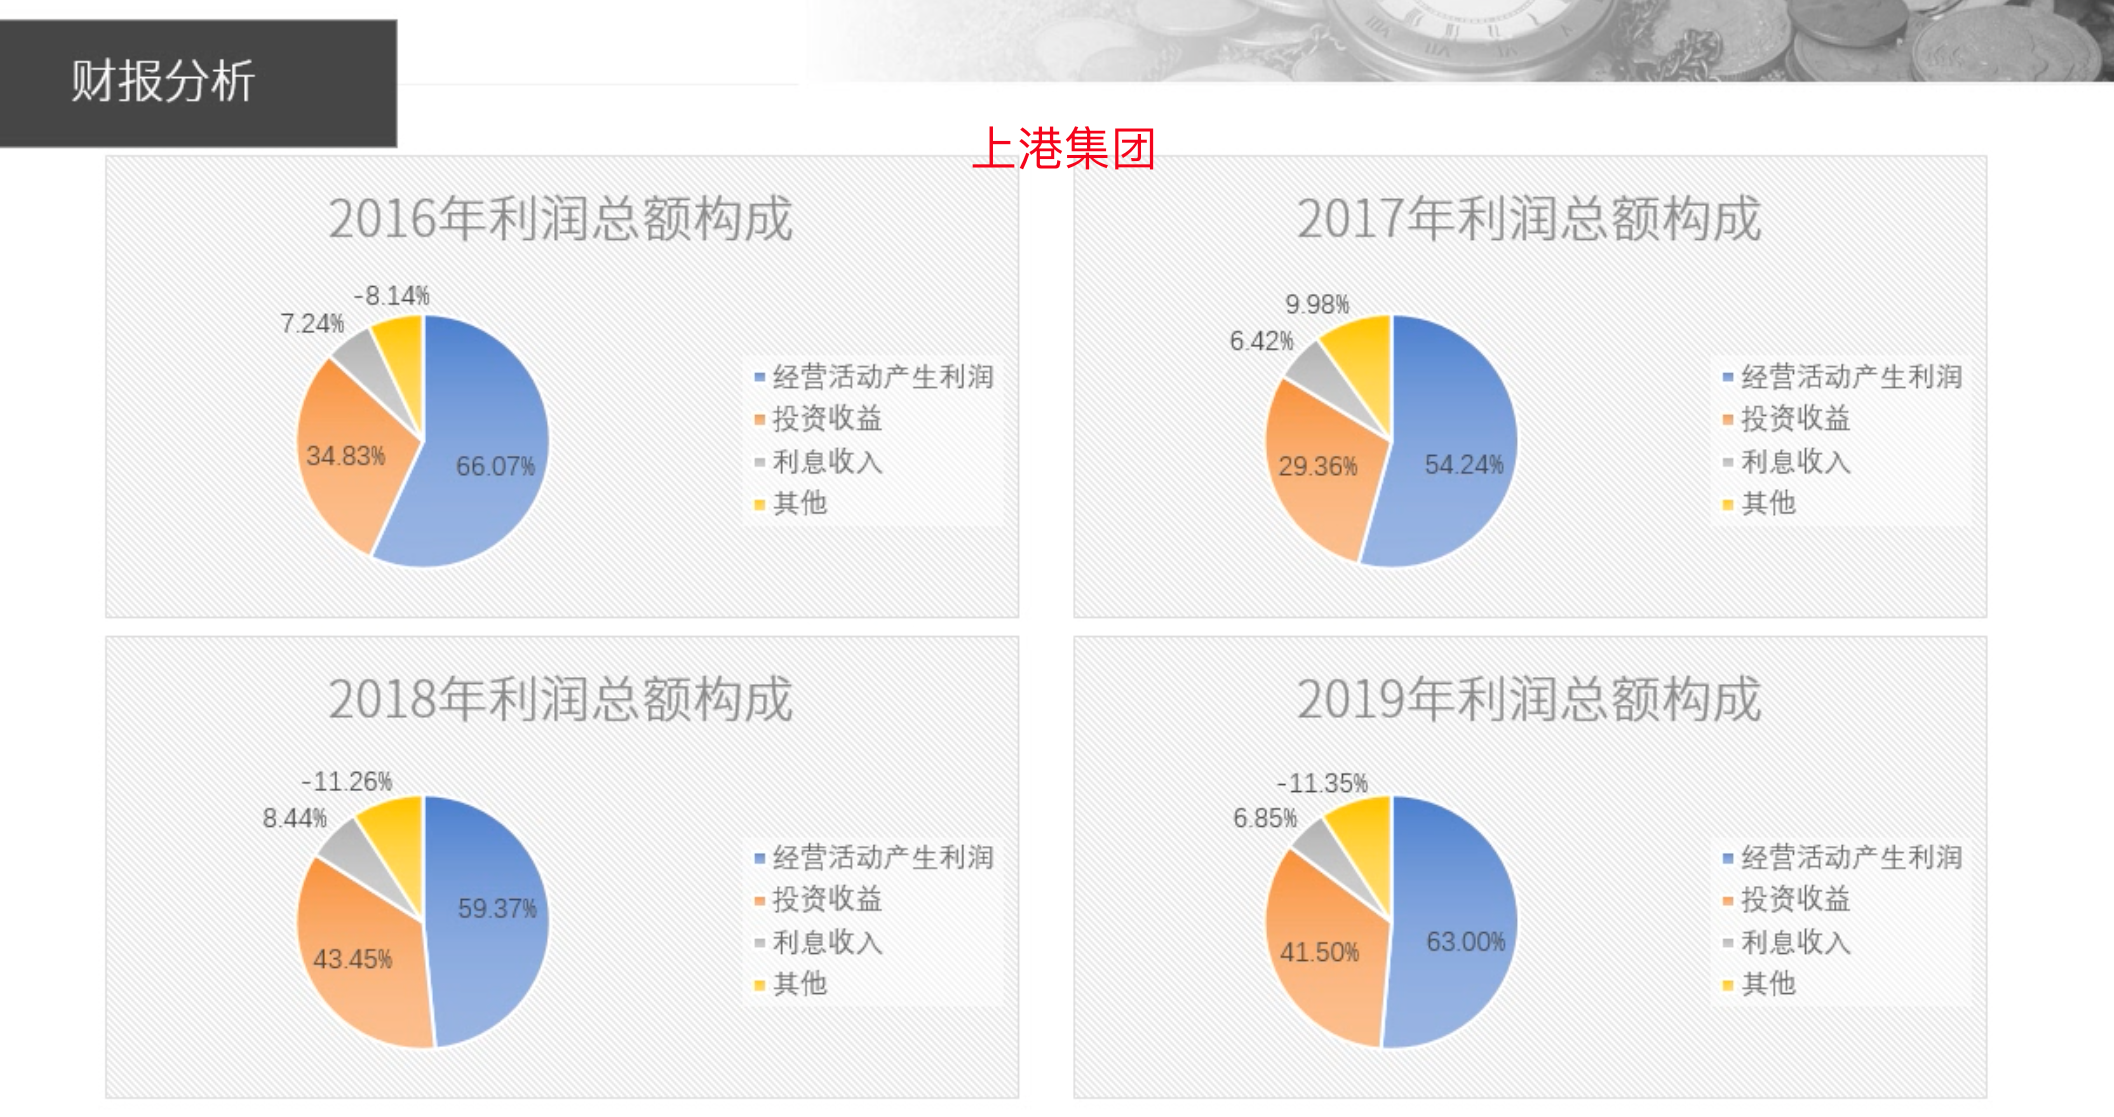 财报分析
上港集团
2016年利润总额构成
-8.14%
7.24%
34.83%
66.07%
经营活动产生利润
投资收益
利息收入
其他
2017年利润总额构成
9.98%
6.42%
29.36%
54.24%
经营活动产生利润
投资收益
利息收入
其他
2018年利润总额构成
-11.26%
8.44%
59.37%
43.45%
经营活动产生利润
投资收益
利息收入
其他
2019年利润总额构成
-11.35%
6.85%
63.00%
41.50%
经营活动产生利润
投资收益
利息收入
其他